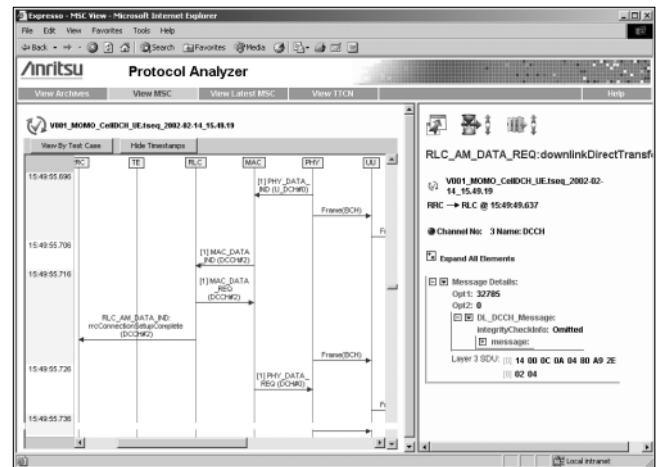 Expresso - MSC View - Microsoft Internet Explorer
File Edit View Favorites Tools Help
Back Search Favorites Media
Anritsu Protocol Analyzer
View Archives View MSC View Latest MSC View TTCN Help
V001_MOMO_CellDCH_UE.tseq_2002-02-14_15.49.19
View By Test Case Hide Timestamps
RC TE RLC MAC PHY UU
15:49:55.696
[1] PHY_DATA_
IND (U_DCH#0)
Frame(BCH)
15:49:55.706
[1] MAC_DATA
_IND (DCCH#2)
15:49:55.716
[1] MAC_DATA
_REQ
(DCCH#2)
RLC_AM_DATA_IND:
rrcConnectionSetupComplete
(DCCH#2)
Frame(BCH)
15:49:55.726
[1] PHY_DATA_
REQ (DCH#0)
15:49:55.736
RLC_AM_DATA_REQ:downlinkDirectTransf
V001_MOMO_CellDCH_UE.tseq_2002-02-
14_15.49.19
RRC → RLC @ 15:49:49.637
Channel No: 3 Name: DCCH
Expand All Elements
Message Details:
Opt1: 32785
Opt2: 0
DL_DCCH_Message:
integrityCheckInfo: Omitted
message:
Layer 3 SDU: [0] 14 00 0C 0A 04 80 A9 2E
02 04
Local intranet